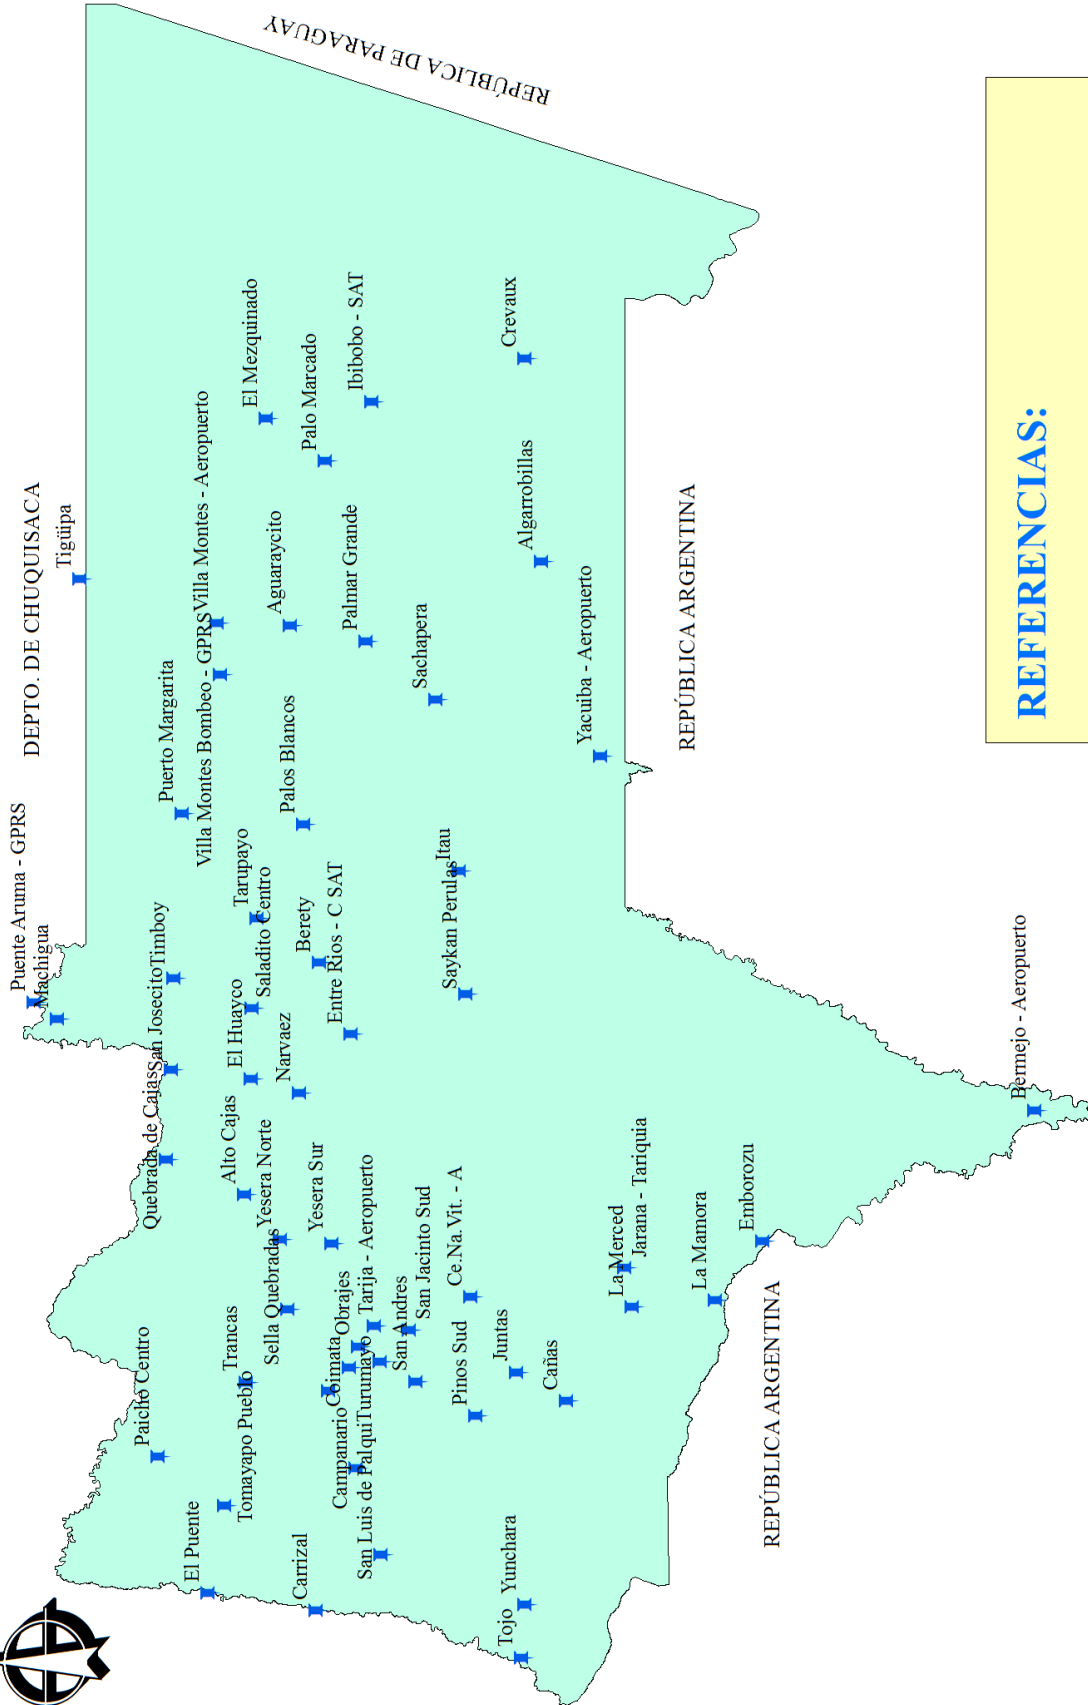 DEPTO. DE CHUQUISACA
Puente Aruma - GPRS
Machigua
Tigüipa
Paicho Centro
Quebrada de Cajas
San Josecito
Timboy
Puerto Margarita
El Puente
Tomayapo Pueblo
Trancas
Alto Cajas
El Huayco
Saladito Centro
Tarupayo
Villa Montes Bombeo - GPRS
Villa Montes - Aeropuerto
El Mezquinado
Sella Quebradas
Yesera Norte
Narvaez
Palos Blancos
Aguaraycito
Carrizal
Yesera Sur
Berety
Entre Rios - C SAT
Palo Marcado
Campanario
Coimata
Obrajes
San Luis de Palqui
Turumayo
Tarija - Aeropuerto
Palmar Grande
Ibibobo - SAT
San Andres
San Jacinto Sud
Sachapera
Pinos Sud
Ce.Na.Vit. - A
Saykan Perulas
Itau
Tojo
Yunchara
Juntas
Crevaux
Algarrobillas
Cañas
Yacuiba - Aeropuerto
La Merced
Jarana - Tariquia
La Mamora
Emborozu
Bermejo - Aeropuerto
REPÚBLICA DE PARAGUAY
REPÚBLICA ARGENTINA
REPÚBLICA ARGENTINA
REFERENCIAS: